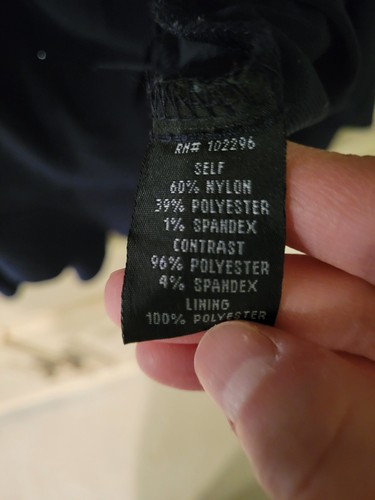 RN# 102296
SELF
60% NYLON
39% POLYESTER
1% SPANDEX
CONTRAST
96% POLYESTER
4% SPANDEX
LINING
100% POLYESTER